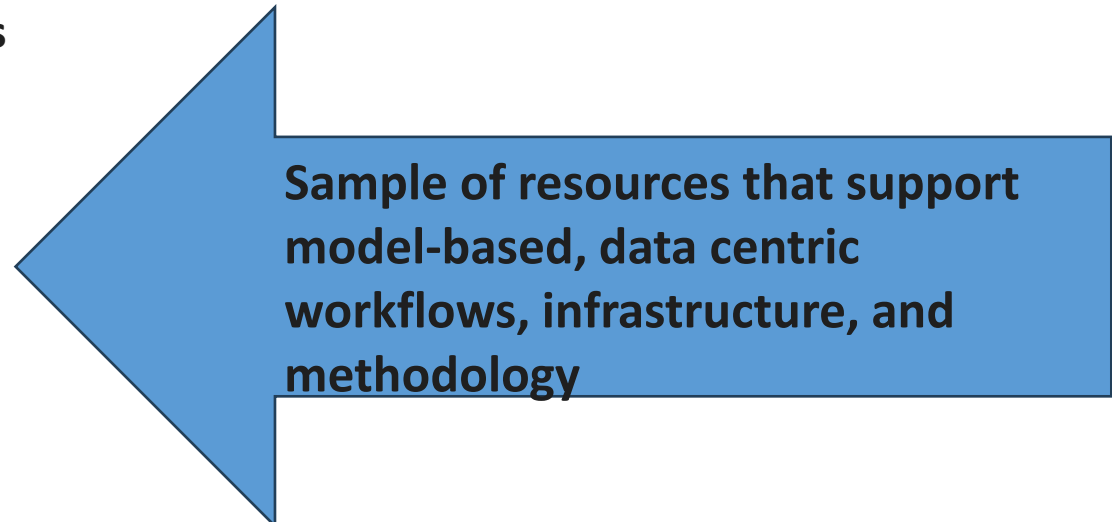 s
Sample of resources that support
model-based, data centric
workflows, infrastructure, and
methodology